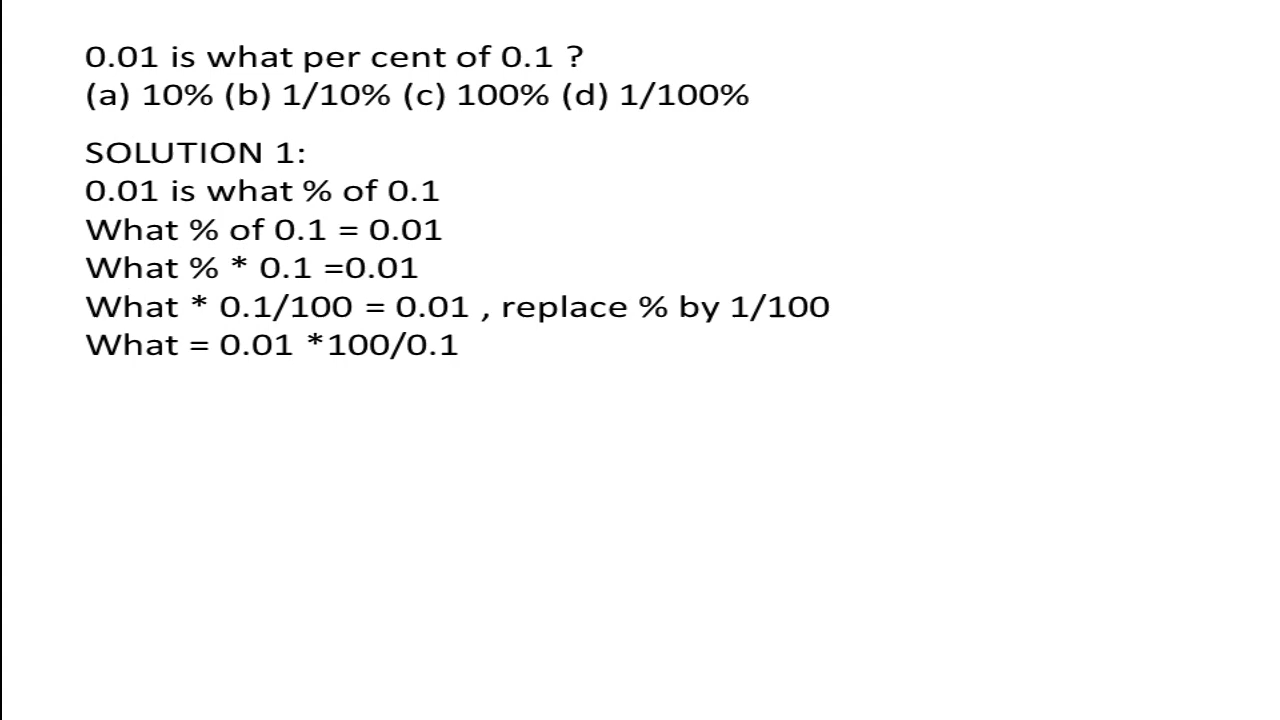 0.01 is what per cent of 0.1 ?
(a) 10% (b) 1/10% (c) 100% (d) 1/100%
SOLUTION 1:
0.01 is what % of 0.1
What % of 0.1 = 0.01
What % * 0.1 =0.01
What * 0.1/100 = 0.01 , replace % by 1/100
What = 0.01 *100/0.1